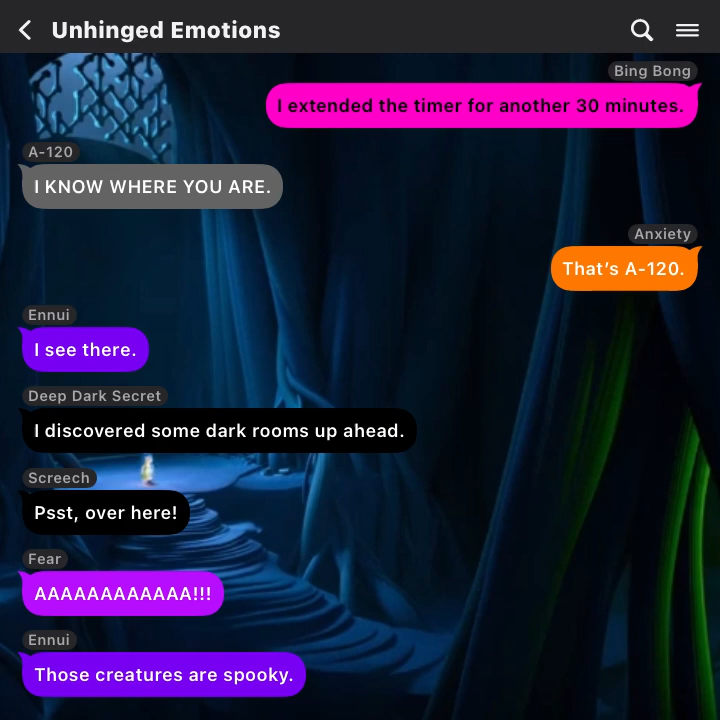 Unhinged Emotions
Bing Bong
I extended the timer for another 30 minutes.
A-120
I KNOW WHERE YOU ARE.
Anxiety
That’s A-120.
Ennui
I see there.
Deep Dark Secret
I discovered some dark rooms up ahead.
Screech
Psst, over here!
Fear
AAAAAAAAAAAA!!!
Ennui
Those creatures are spooky.